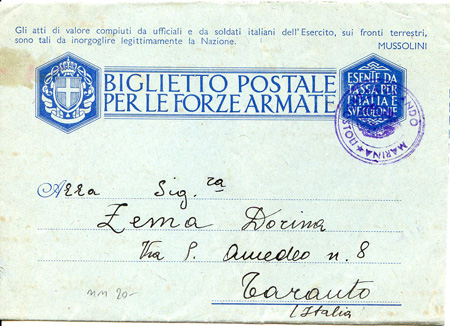 Gli atti di valore compiuti da ufficiali e da soldati italiani dell'Esercito, sui fronti terrestri,
sono tali da inorgoglire legittimamente la Nazione.
MUSSOLINI
BIGLIETTO POSTALE
PER LE FORZE ARMATE
ESENTE DA
TASSA PER
L'ITALIA E
SUE COLONIE
MARINA
Alla Sig.ra
Zema Dorina
Via P. Amedeo n. 8
Taranto
(Italia)